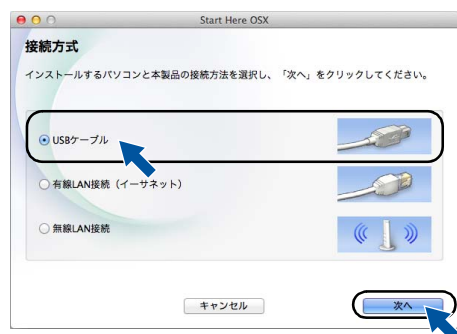 Start Here OSX
接続方式
インストールするパソコンと本製品の接続方法を選択し、「次へ」をクリックしてください。
USBケーブル
有線LAN接続（イーサネット）
無線LAN接続
キャンセル
次へ